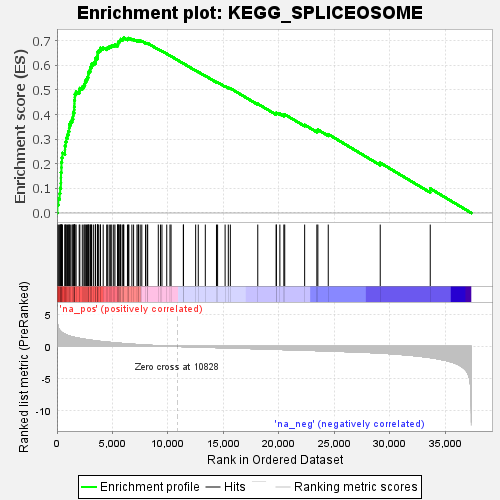 Enrichment plot: KEGG_SPLICEOSOME
Enrichment score (ES)
0.7
0.6
0.5
0.4
0.3
0.2
0.1
0.0
'na_pos' (positively correlated)
Ranked list metric (PreRanked)
5
0
-5
-10
Zero cross at 10828
'na_neg' (negatively correlated)
0 5,000 10,000 15,000 20,000 25,000 30,000 35,000
Rank in Ordered Dataset
Enrichment profile Hits Ranking metric scores